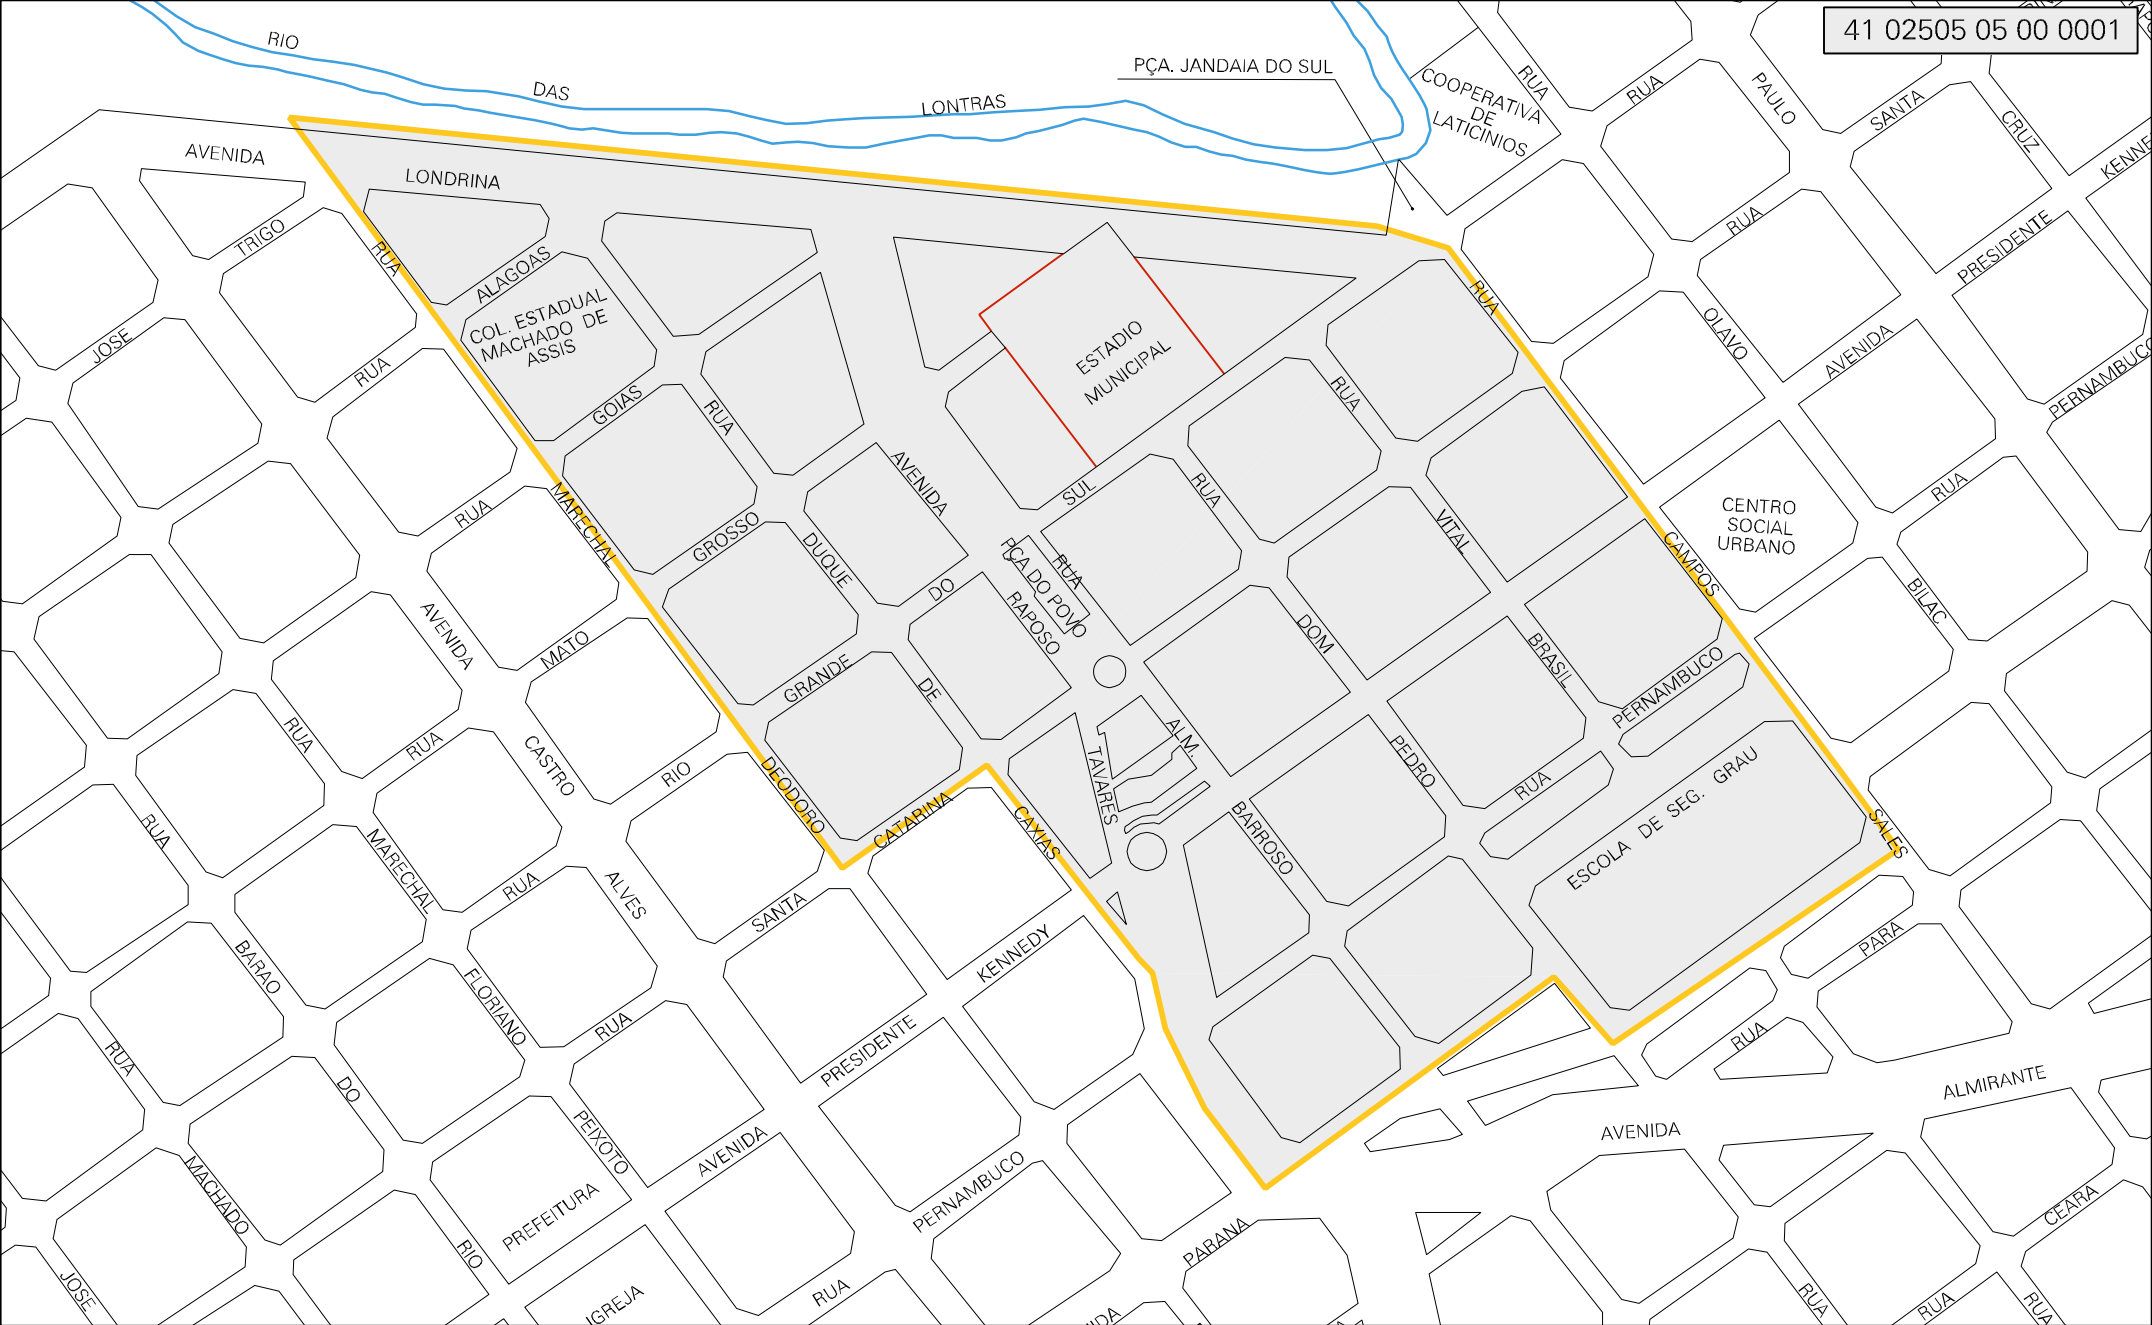 41 02505 05 00 0001
RIO
DAS
LONTRAS
PÇA. JANDAIA DO SUL
COOPERATIVA
DE
LATICINIOS
RUA
RUA
PAULO
SANTA
CRUZ
AVENIDA
LONDRINA
TRIGO
RUA
ALAGOAS
RUA
PRESIDENTE
COL. ESTADUAL
MACHADO DE
ASSIS
ESTADIO
MUNICIPAL
RUA
OLAVO
AVENIDA
PERNAMBUCO
JOSE
RUA
GOIAS
RUA
RUA
AVENIDA
SUL
RUA
RUA
CENTRO
SOCIAL
URBANO
RUA
MARECHAL
GROSSO
DUQUE
VITAL
CAMPOS
PÇA DO POVO
RUA
DO
RAPOSO
BILAC
AVENIDA
MATO
GRANDE
DE
DOM
BRASIL
PERNAMBUCO
RUA
RUA
CASTRO
RIO
DEODORO
TAVARES
ALM.
PEDRO
RUA
ESCOLA DE SEG. GRAU
RUA
MARECHAL
CATARINA
CAXIAS
BARROSO
SALES
RUA
ALVES
SANTA
KENNEDY
PARA
BARAO
FLORIANO
RUA
PRESIDENTE
RUA
RUA
DO
PEIXOTO
AVENIDA
AVENIDA
ALMIRANTE
MACHADO
PREFEITURA
PERNAMBUCO
PARANA
CEARA
JOSE
RIO
IGREJA
RUA
RUA
RUA
RUA